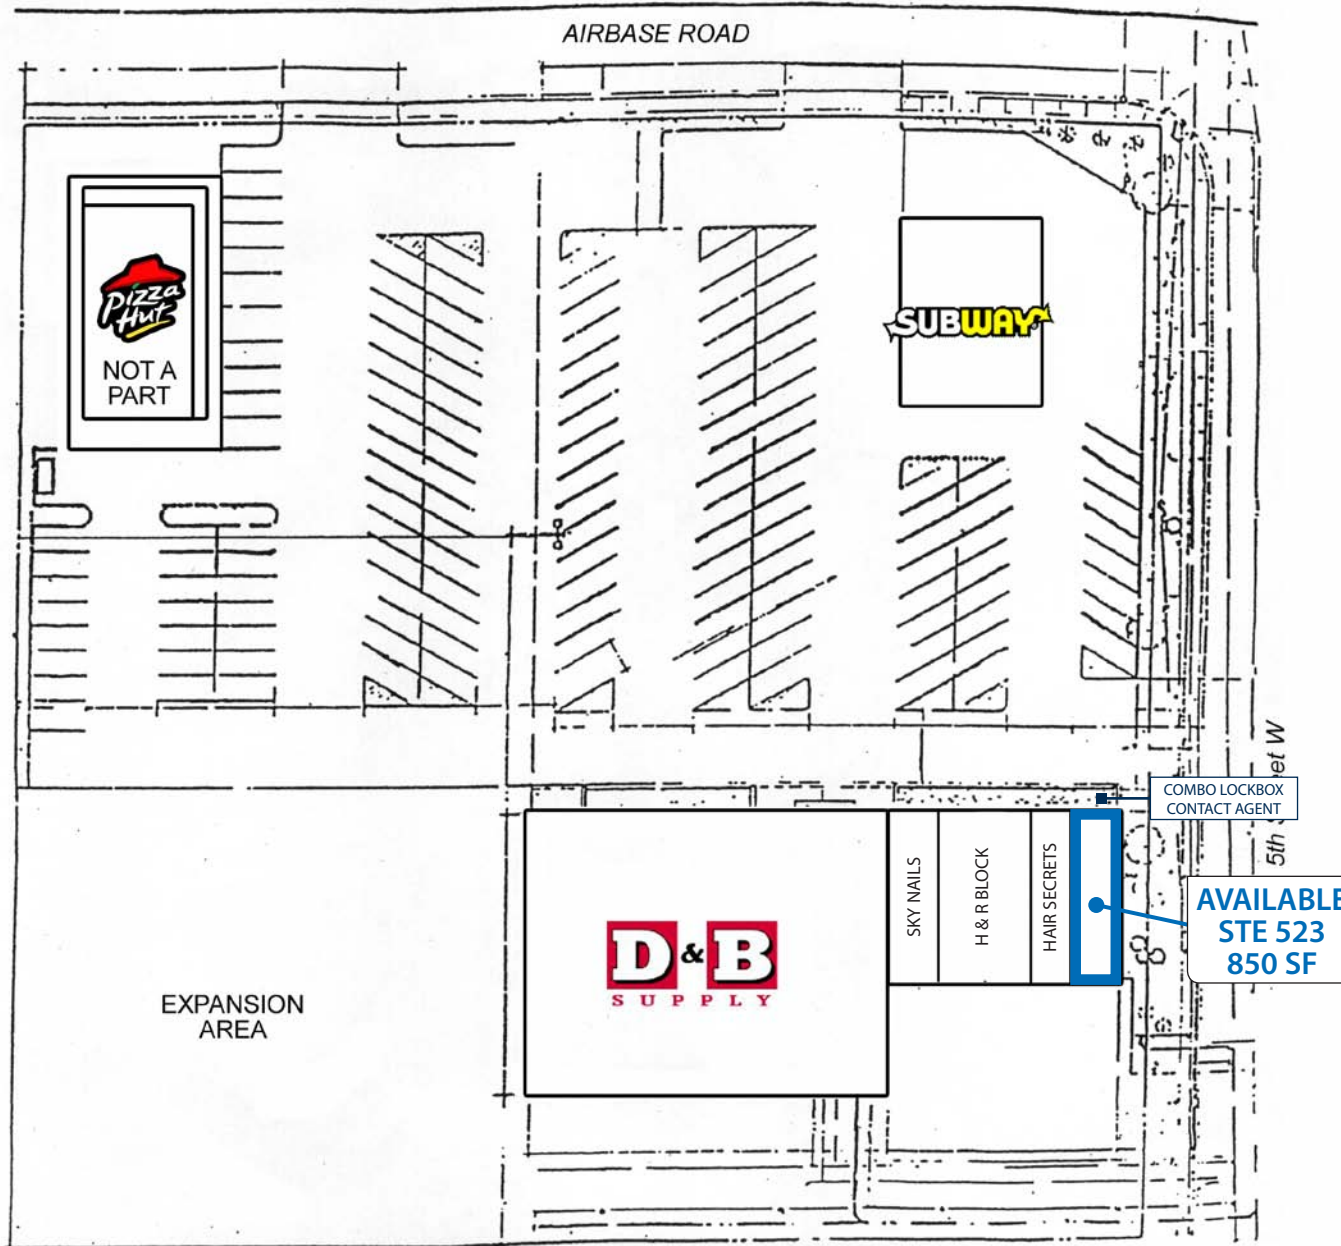 AIRBASE ROAD
Pizza
Hut
NOT A
PART
SUBWAY
COMBO LOCKBOX
CONTACT AGENT
5th
et W
SKY NAILS
H & R BLOCK
HAIR SECRETS
AVAILABLE
STE 523
850 SF
D & B
SUPPLY
EXPANSION
AREA